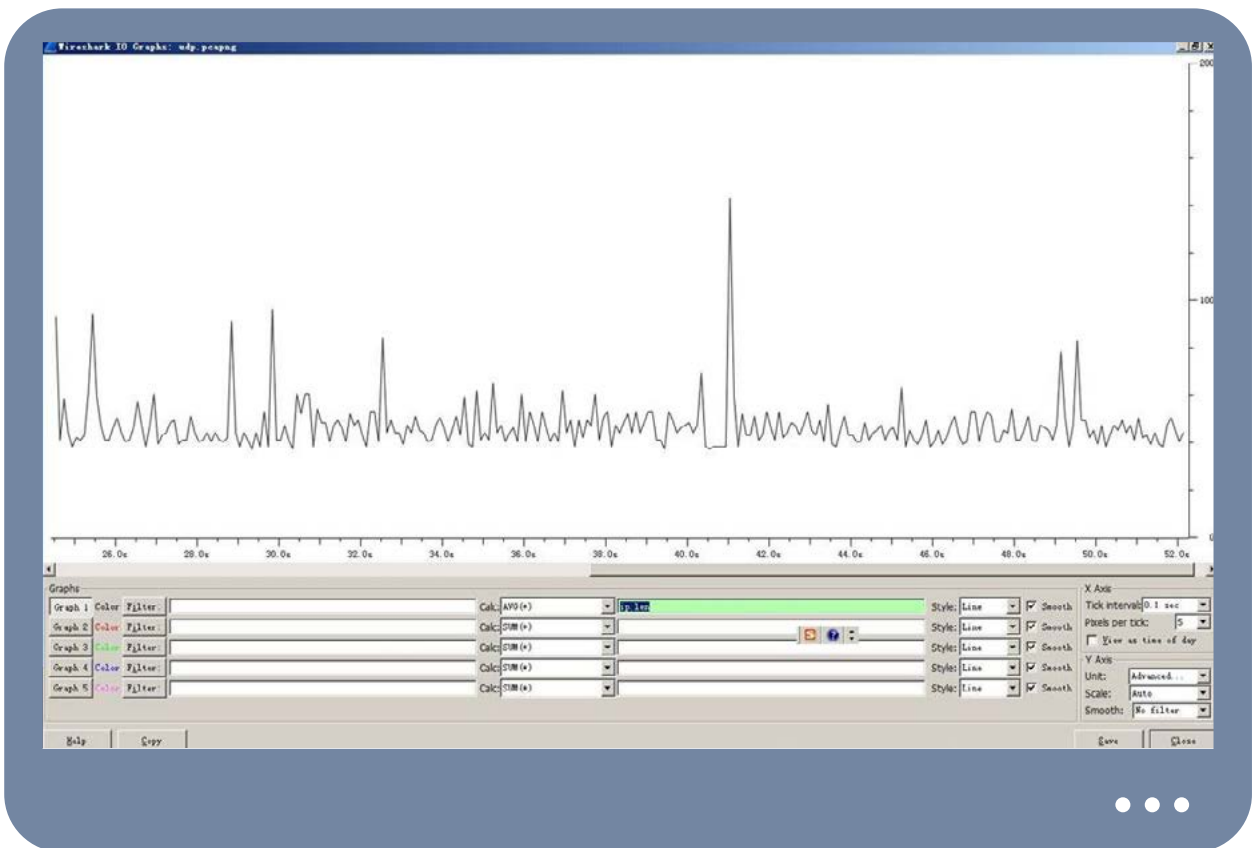 Wireshark IO Graphs: udp.pcapng
200
100
0
26.0s 28.0s 30.0s 32.0s 34.0s 36.0s 38.0s 40.0s 42.0s 44.0s 46.0s 48.0s 50.0s 52.0s
Graphs
Graph 1 Color Filter: Calc: AVG(*) ip.len Style: Line Smooth
Graph 2 Color Filter: Calc: SUM(*) Style: Line Smooth
Graph 3 Color Filter: Calc: SUM(*) Style: Line Smooth
Graph 4 Color Filter: Calc: SUM(*) Style: Line Smooth
Graph 5 Color Filter: Calc: SUM(*) Style: Line Smooth
X Axis
Tick interval: 0.1 sec
Pixels per tick: 5
View as time of day
Y Axis
Unit: Advanced...
Scale: Auto
Smooth: No filter
Help Copy Save Close